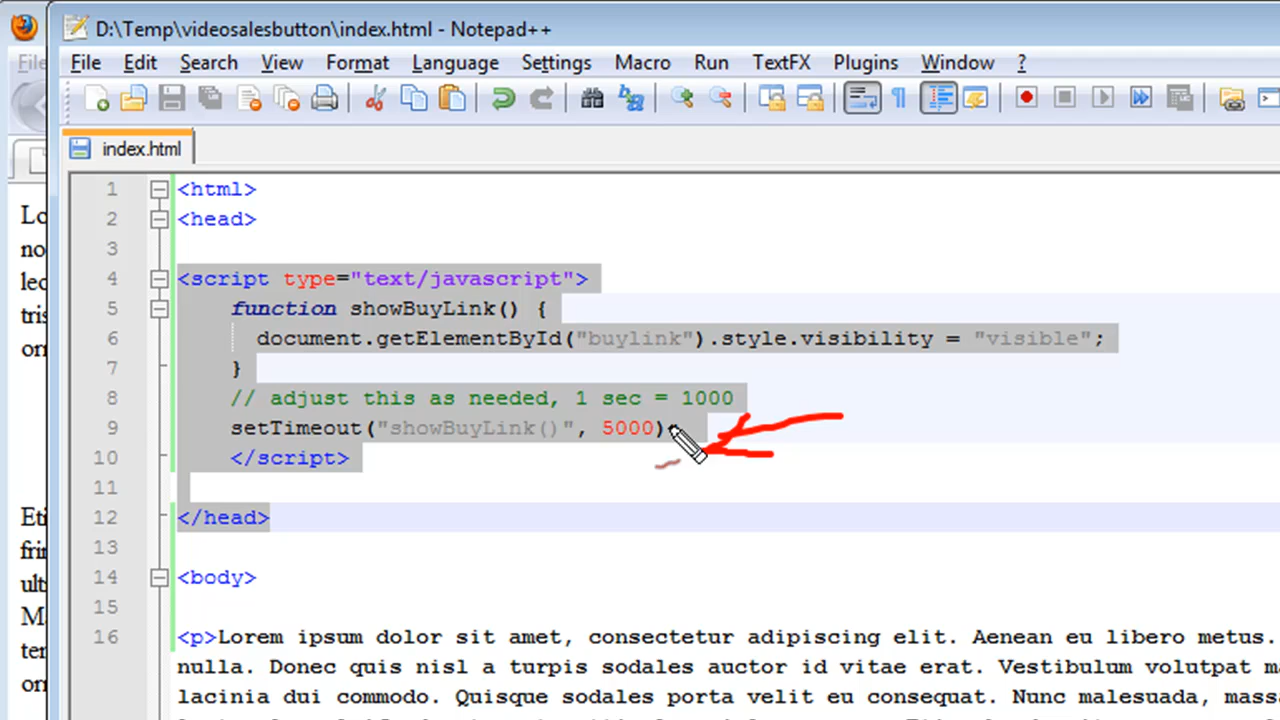 D:\Temp\videosalesbutton\index.html - Notepad++
File Edit Search View Format Language Settings Macro Run TextFX Plugins Window ?
index.html
1 <html>
2 <head>
3
4 <script type="text/javascript">
5 function showBuyLink() {
6 document.getElementById("buylink").style.visibility = "visible";
7 }
8 // adjust this as needed, 1 sec = 1000
9 setTimeout("showBuyLink()", 5000)
10 </script>
11
12 </head>
13
14 <body>
15
16 <p>Lorem ipsum dolor sit amet, consectetur adipiscing elit. Aenean eu libero metus.
nulla. Donec quis nisl a turpis sodales auctor id vitae erat. Vestibulum volutpat
lacinia dui commodo. Quisque sodales porta velit eu consequat. Nunc malesuada,